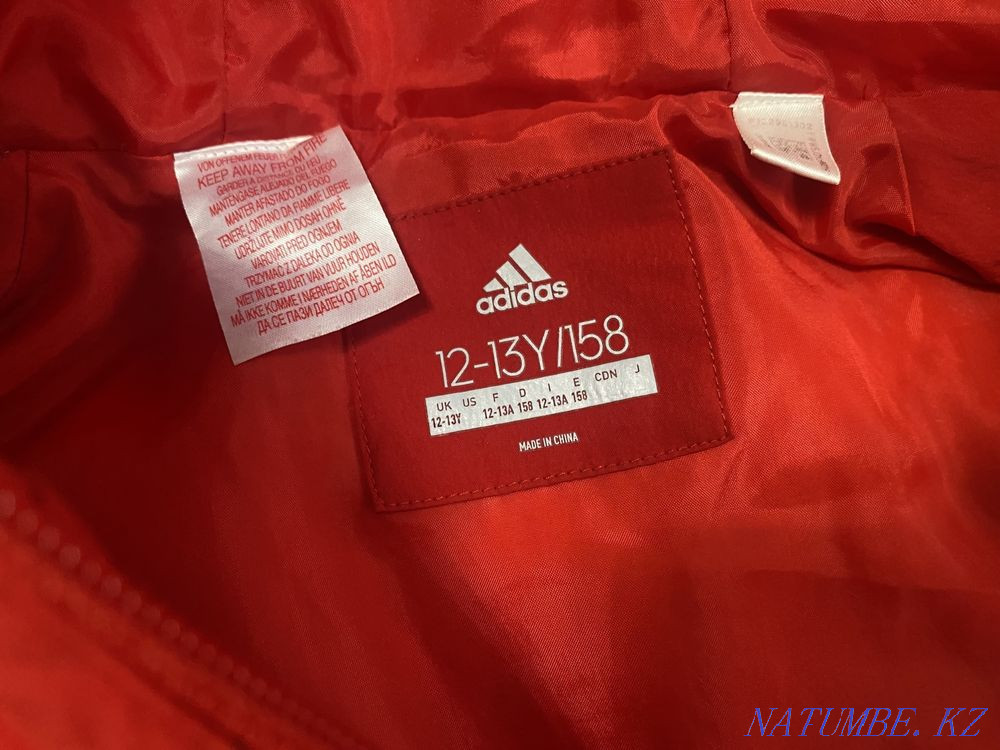 VON OFFENEM FEUER
KEEP AWAY FROM FIRE
GARDER A DISTANCE DU FEU
MANTENGASE ALEJADO DEL FUEGO
MANTER AFASTADO DO FOGO
TENERE LONTANO DA FIAMME LIBERE
UDRŽUJTE MIMO DOSAH OHNĚ
VAROVATI PRED OGNJEM
TRZYMAĆ Z DALEKA OD OGNIA
NIET IN DE BUURT VAN VUUR HOUDEN
MÅ IKKE KOMME I NÆRHEDEN AF ÅBEN ILD
ДА СЕ ПАЗИ ДАЛЕЧ ОТ ОГЪН
adidas
12-13Y/158
UK US F D I E CDN J
12-13Y 12-13A 158 12-13A 158
MADE IN CHINA
NATUMBE. KZ